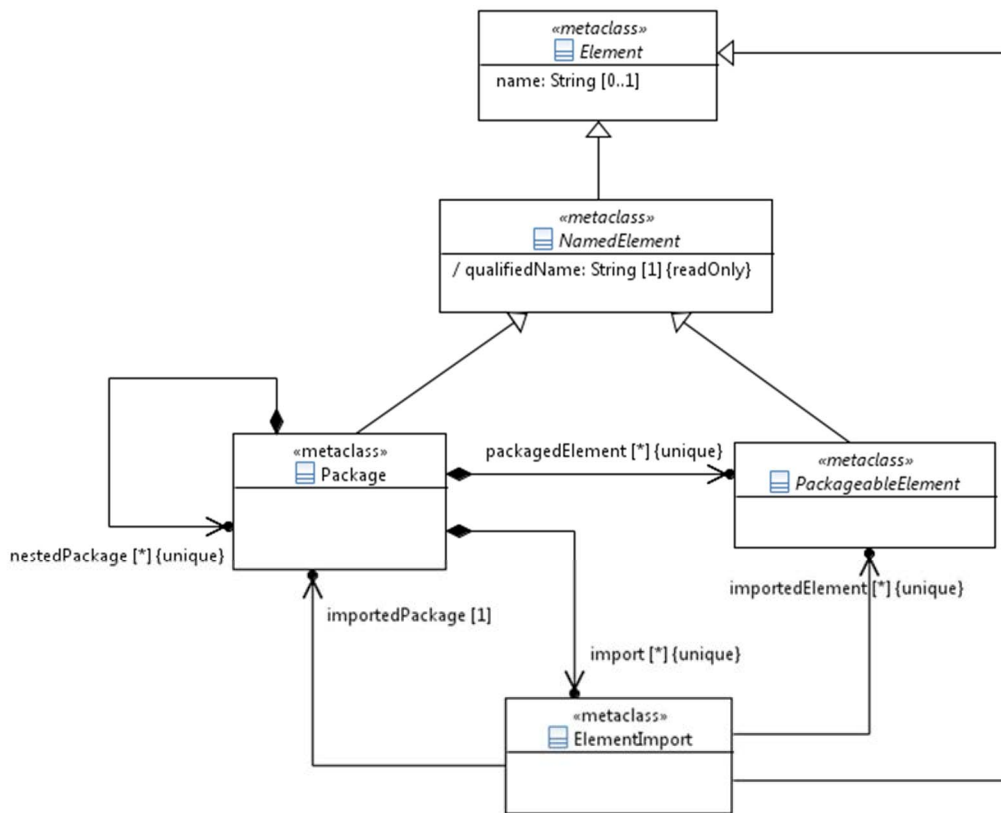 «metaclass»
Element
name: String [0..1]
«metaclass»
NamedElement
/ qualifiedName: String [1] {readOnly}
«metaclass»
Package
packagedElement [*] {unique}
«metaclass»
PackageableElement
nestedPackage [*] {unique}
importedPackage [1]
importedElement [*] {unique}
import [*] {unique}
«metaclass»
ElementImport